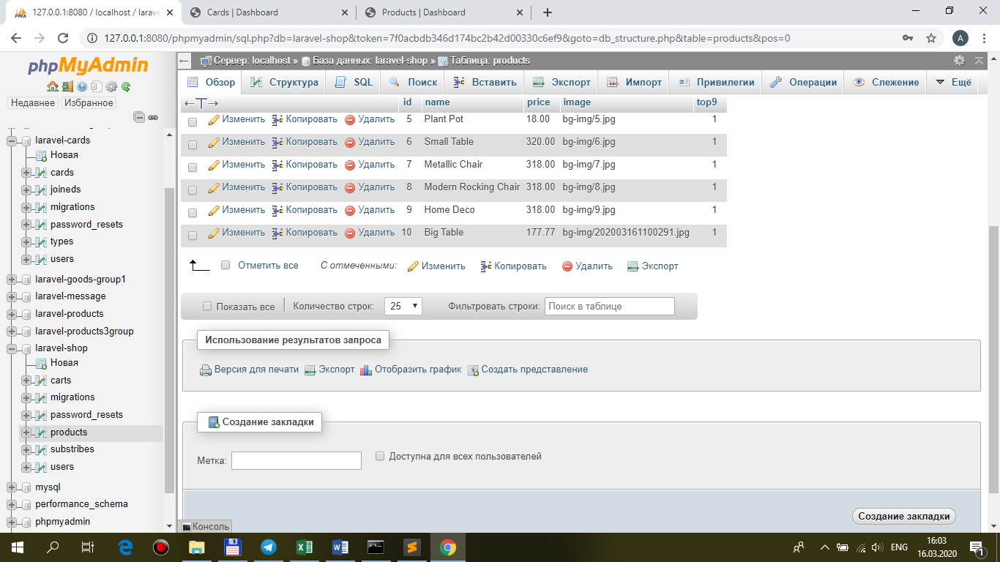 127.0.0.1:8080 / localhost / larave
Cards | Dashboard
Products | Dashboard
127.0.0.1:8080/phpmyadmin/sql.php?db=laravel-shop&token=7f0acbdb346d174bc2b42d00330c6ef9&goto=db_structure.php&table=products&pos=0
A
phpMyAdmin
Недавнее Избранное
laravel-cards
Новая
cards
joineds
migrations
password_resets
types
users
laravel-goods-group1
laravel-message
laravel-products
laravel-products3group
laravel-shop
Новая
carts
migrations
password_resets
products
substribes
users
mysql
performance_schema
phpmyadmin
Сервер: localhost » База данных: laravel-shop » Таблица: products
Обзор Структура SQL Поиск Вставить Экспорт Импорт Привилегии Операции Слежение Ещё
id name price image top9
Изменить Копировать Удалить 5 Plant Pot 18.00 bg-img/5.jpg 1
Изменить Копировать Удалить 6 Small Table 320.00 bg-img/6.jpg 1
Изменить Копировать Удалить 7 Metallic Chair 318.00 bg-img/7.jpg 1
Изменить Копировать Удалить 8 Modern Rocking Chair 318.00 bg-img/8.jpg 1
Изменить Копировать Удалить 9 Home Deco 318.00 bg-img/9.jpg 1
Изменить Копировать Удалить 10 Big Table 177.77 bg-img/202003161100291.jpg 1
Отметить все С отмеченными: Изменить Копировать Удалить Экспорт
Показать все Количество строк: 25 Фильтровать строки: Поиск в таблице
Использование результатов запроса
Версия для печати Экспорт Отобразить график Создать представление
Создание закладки
Метка: Доступна для всех пользователей
Создание закладки
Консоль
ENG
16:03
16.03.2020
1